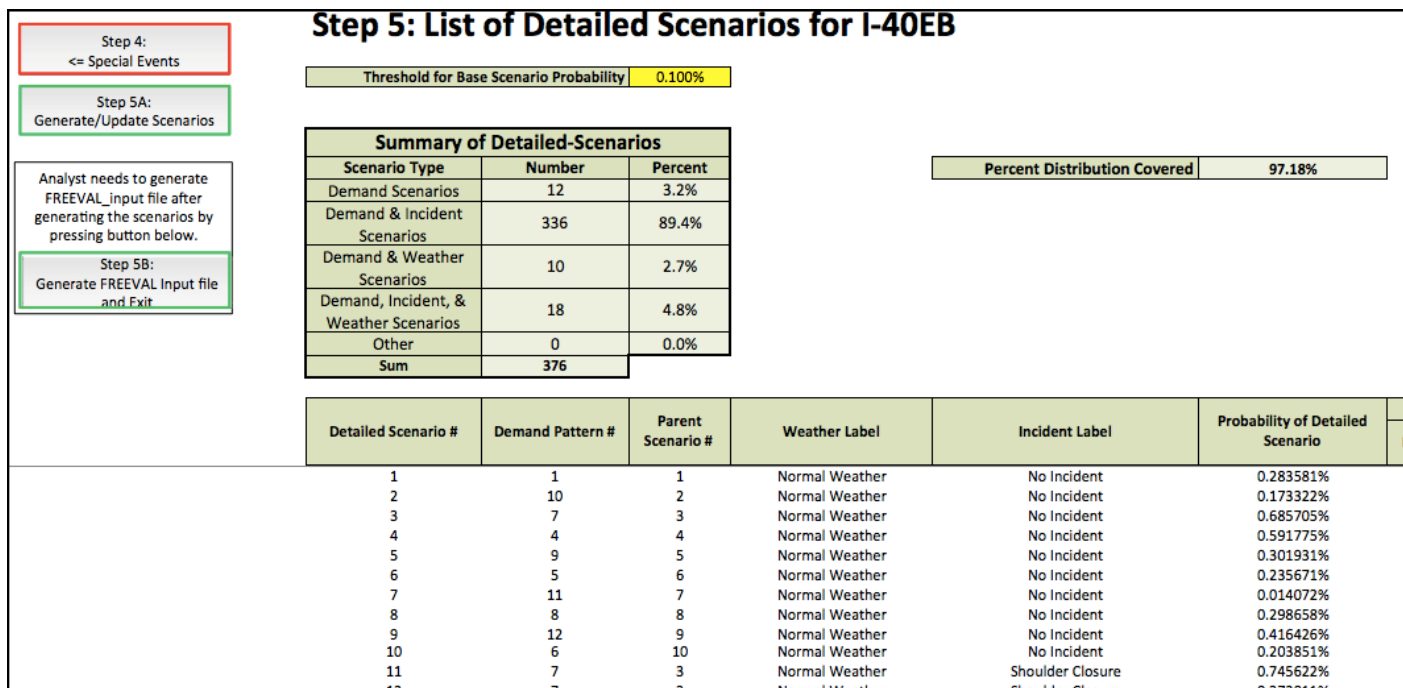 Step 5: List of Detailed Scenarios for I-40EB
Step 4:
<= Special Events
Threshold for Base Scenario Probability 0.100%
Step 5A:
Generate/Update Scenarios
Summary of Detailed-Scenarios
Scenario Type Number Percent
Percent Distribution Covered 97.18%
Analyst needs to generate
FREEVAL_input file after
generating the scenarios by
pressing button below.
Step 5B:
Generate FREEVAL Input file
and Exit
Demand Scenarios 12 3.2%
Demand & Incident
Scenarios 336 89.4%
Demand & Weather
Scenarios 10 2.7%
Demand, Incident, &
Weather Scenarios 18 4.8%
Other 0 0.0%
Sum 376
Detailed Scenario # Demand Pattern # Parent
Scenario # Weather Label Incident Label Probability of Detailed
Scenario
1 1 1 Normal Weather No Incident 0.283581%
2 10 2 Normal Weather No Incident 0.173322%
3 7 3 Normal Weather No Incident 0.685705%
4 4 4 Normal Weather No Incident 0.591775%
5 9 5 Normal Weather No Incident 0.301931%
6 5 6 Normal Weather No Incident 0.235671%
7 11 7 Normal Weather No Incident 0.014072%
8 8 8 Normal Weather No Incident 0.298658%
9 12 9 Normal Weather No Incident 0.416426%
10 6 10 Normal Weather No Incident 0.203851%
11 7 3 Normal Weather Shoulder Closure 0.745622%